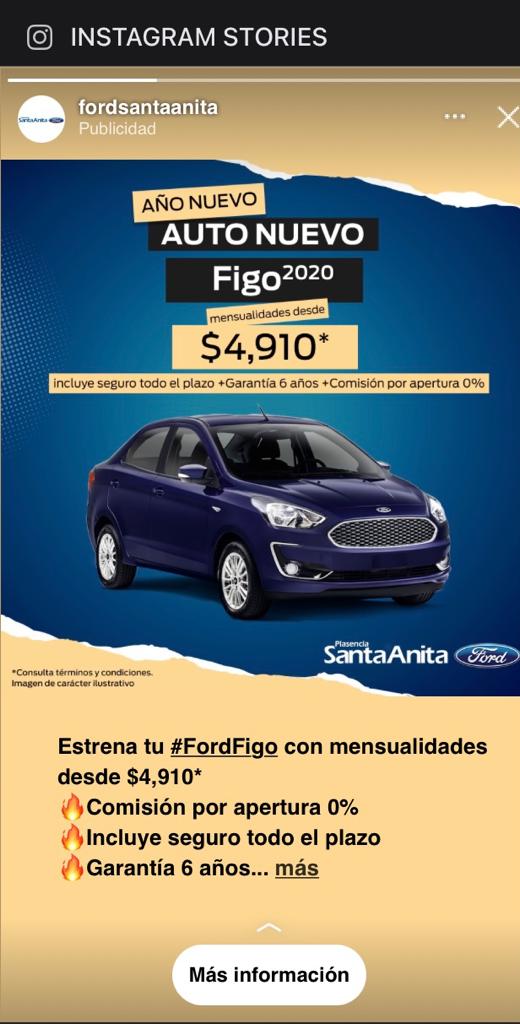 INSTAGRAM STORIES
SantaAnita Ford
fordsantaanita
Publicidad
AÑO NUEVO
AUTO NUEVO
Figo2020
mensualidades desde
$4,910*
incluye seguro todo el plazo +Garantía 6 años +Comisión por apertura 0%
Plasencia
SantaAnita Ford
*Consulta términos y condiciones.
Imagen de carácter ilustrativo
Estrena tu #FordFigo con mensualidades
desde $4,910*
🔥Comisión por apertura 0%
🔥Incluye seguro todo el plazo
🔥Garantía 6 años... más
Más información